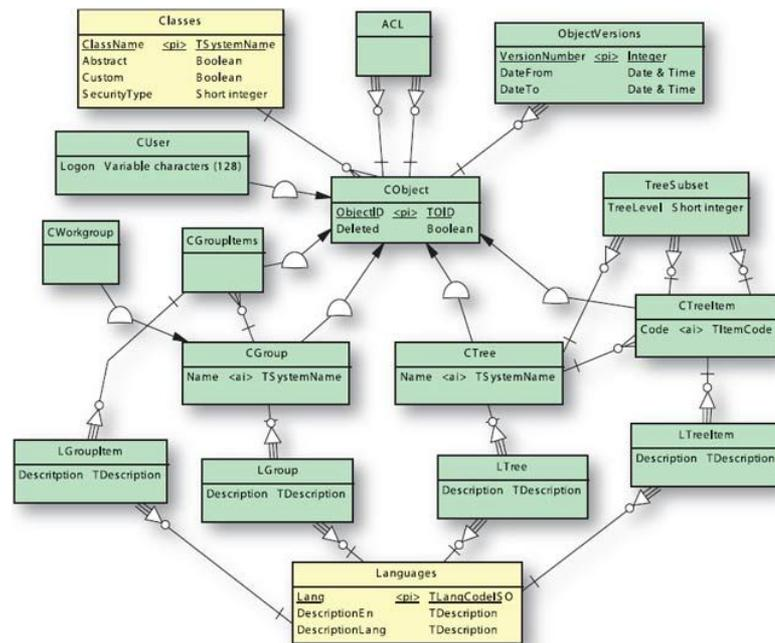 Classes
ClassName <pi> TSystemName
Abstract Boolean
Custom Boolean
SecurityType Short integer
ACL
ObjectVersions
VersionNumber <pi> Integer
DateFrom Date & Time
DateTo Date & Time
CUser
Logon Variable characters (128)
CObject
ObjectID <pi> TOID
Deleted Boolean
TreeSubset
TreeLevel Short integer
CWorkgroup
CGroupItems
CTreeItem
Code <ai> TItemCode
CGroup
Name <ai> TSystemName
CTree
Name <ai> TSystemName
LGroupItem
Descritption TDescription
LGroup
Description TDescription
LTree
Description TDescription
LTreeItem
Description TDescription
Languages
Lang <pi> TLangCodeISO
DescriptionEn TDescription
DescriptionLang TDescription